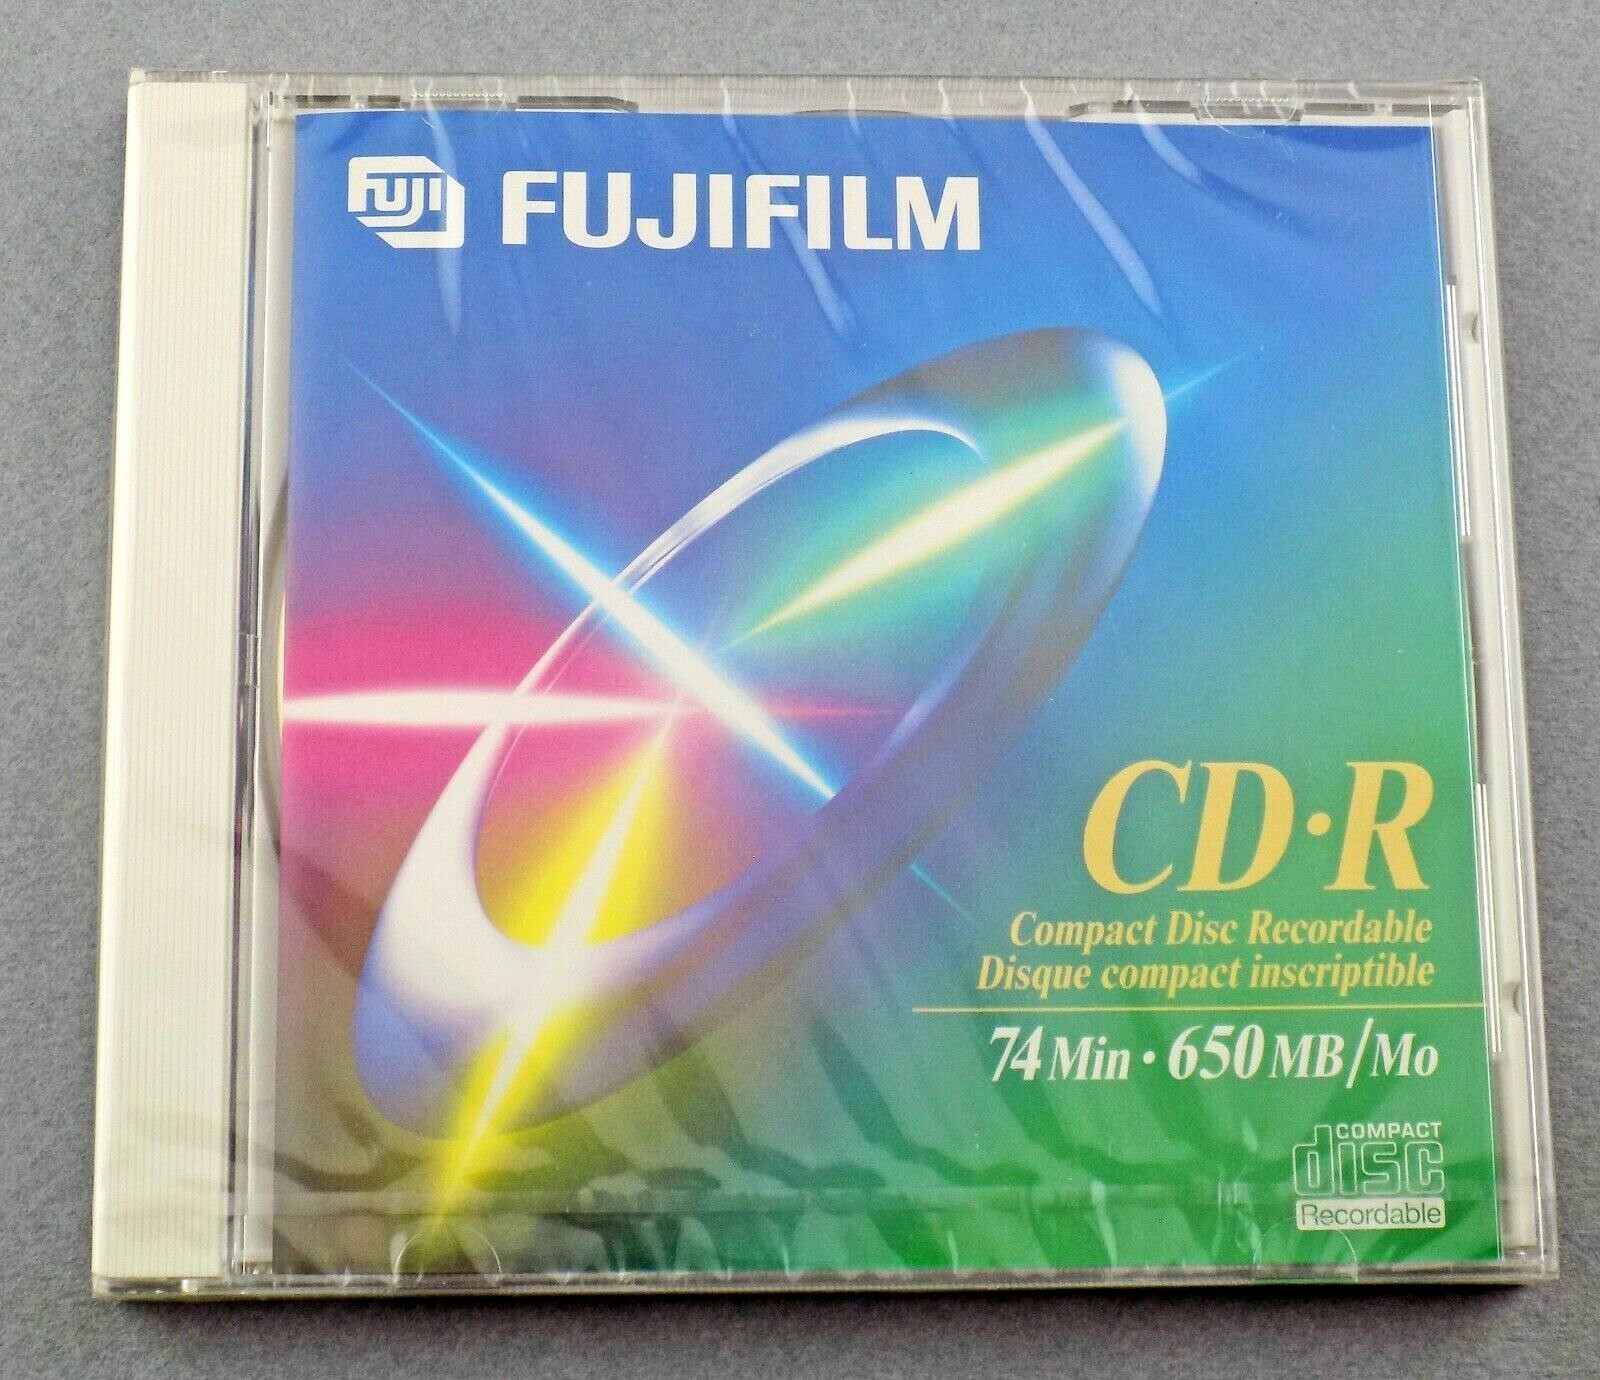 FUJI FUJIFILM
CD·R
Compact Disc Recordable
Disque compact inscriptible
74 Min · 650 MB/Mo
COMPACT
disc
Recordable